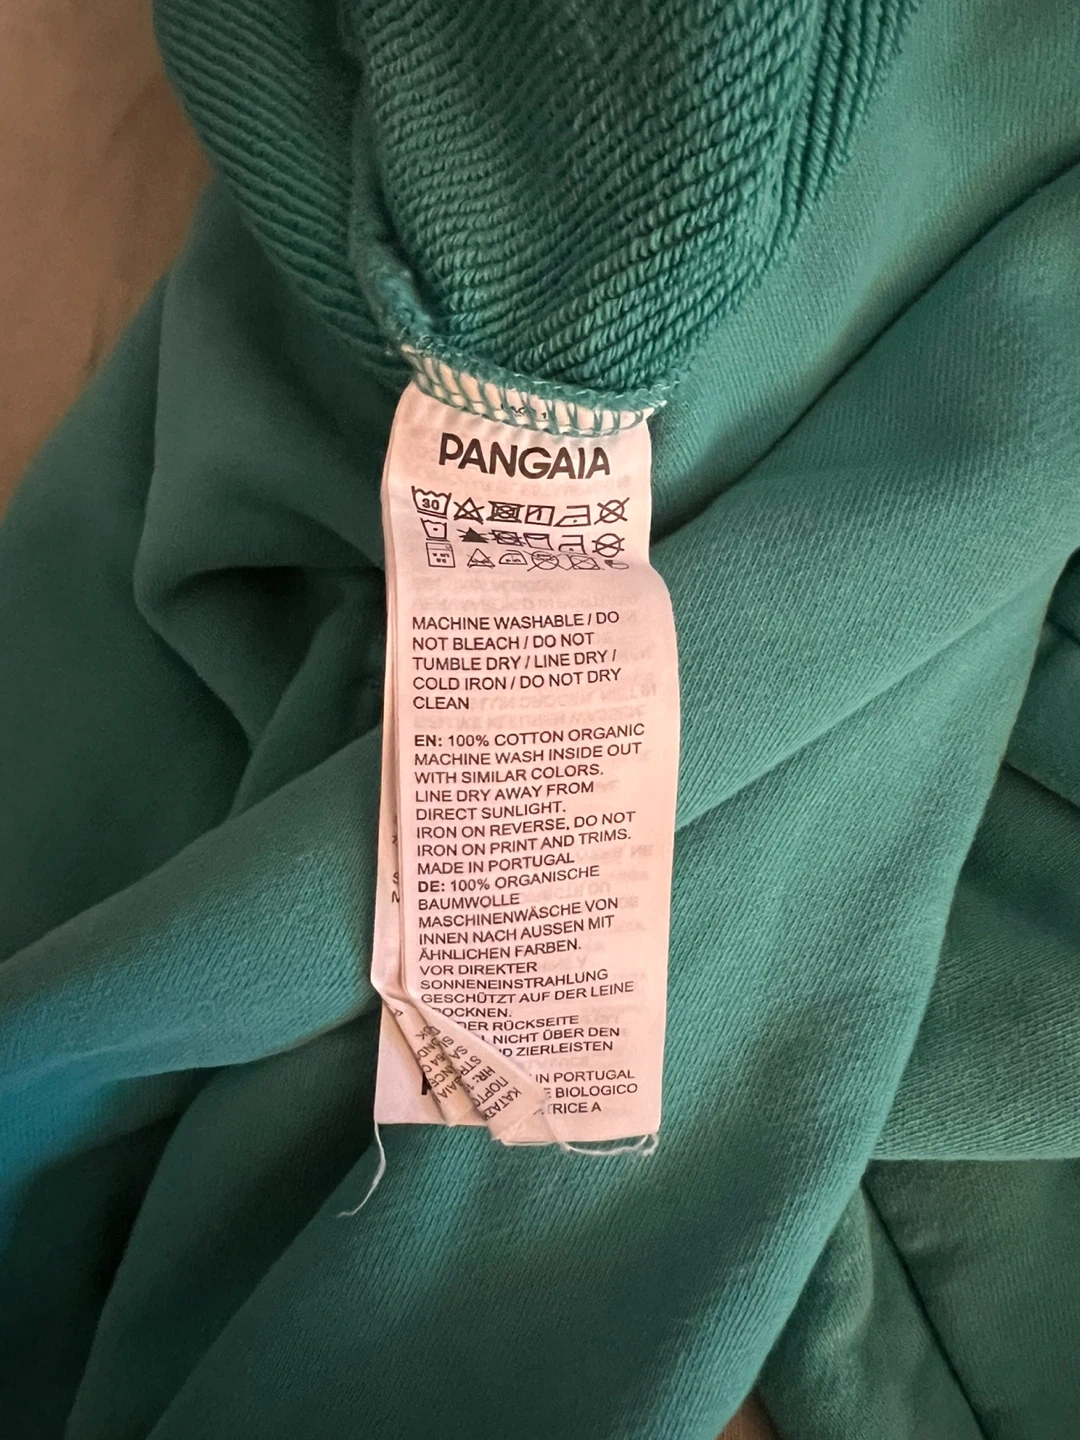 PANGAIA
30
MACHINE WASHABLE / DO
NOT BLEACH / DO NOT
TUMBLE DRY / LINE DRY /
COLD IRON / DO NOT DRY
CLEAN
EN: 100% COTTON ORGANIC
MACHINE WASH INSIDE OUT
WITH SIMILAR COLORS.
LINE DRY AWAY FROM
DIRECT SUNLIGHT.
IRON ON REVERSE, DO NOT
IRON ON PRINT AND TRIMS.
MADE IN PORTUGAL
DE: 100% ORGANISCHE
BAUMWOLLE
MASCHINENWÄSCHE VON
INNEN NACH AUSSEN MIT
ÄHNLICHEN FARBEN.
VOR DIREKTER
SONNENEINSTRAHLUNG
GESCHÜTZT AUF DER LEINE
ROCKNEN.
DER RÜCKSEITE
NICHT ÜBER DEN
ZIERLEISTEN
IN PORTUGAL
BIOLOGICO
TRICE A